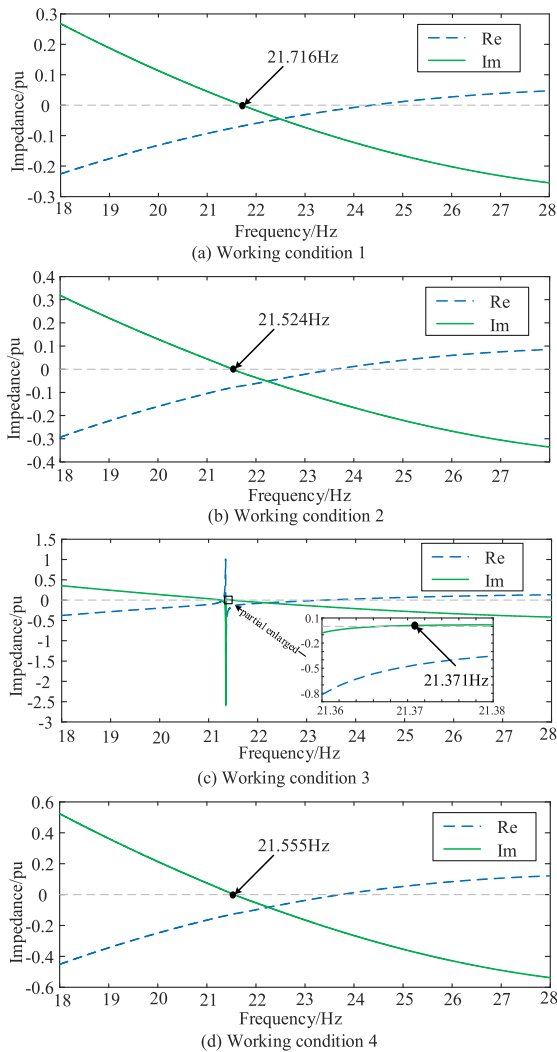 0.3
0.2
0.1
0
-0.1
-0.2
-0.3
Impedance/pu
21.716Hz
Re
Im
18 19 20 21 22 23 24 25 26 27 28
Frequency/Hz
(a) Working condition 1
0.4
0.3
0.2
0.1
0
-0.1
-0.2
-0.3
-0.4
Impedance/pu
21.524Hz
Re
Im
18 19 20 21 22 23 24 25 26 27
Frequency/Hz
(b) Working condition 2
1.5
1
0.5
0
-0.5
-1
-1.5
-2
-2.5
-3
Impedance/pu
Re
Im
partial enlarged
0.1
-0.2
-0.5
-0.8
21.371Hz
21.36 21.37 21.38
18 19 20 21 22 23 24 25 26 27 28
Frequency/Hz
(c) Working condition 3
0.6
0.4
0.2
0
-0.2
-0.4
-0.6
Impedance/pu
21.555Hz
Re
Im
18 19 20 21 22 23 24 25 26 27 28
Frequency/Hz
(d) Working condition 4